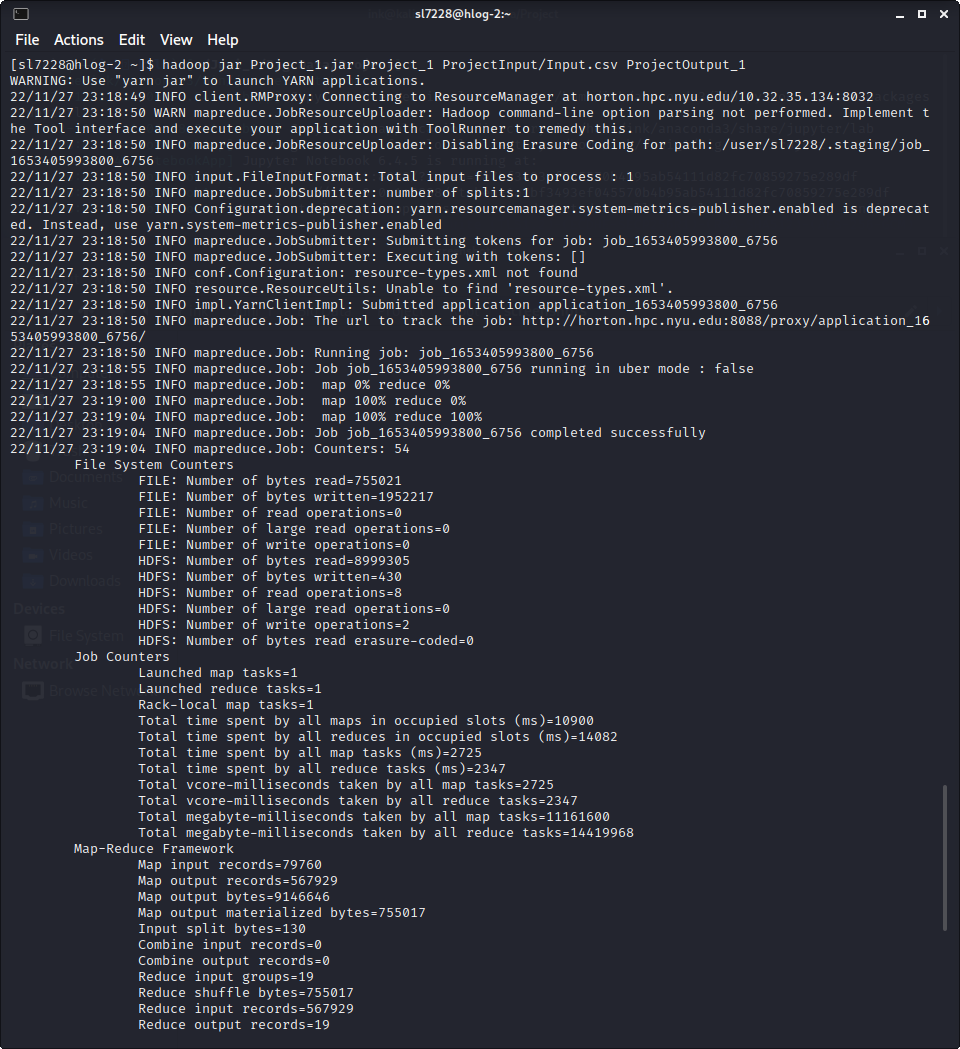 sl7228@hlog-2:~
File Actions Edit View Help
[sl7228@hlog-2 ~]$ hadoop jar Project_1.jar Project_1 ProjectInput/Input.csv ProjectOutput_1
WARNING: Use "yarn jar" to launch YARN applications.
22/11/27 23:18:49 INFO client.RMProxy: Connecting to ResourceManager at horton.hpc.nyu.edu/10.32.35.134:8032
22/11/27 23:18:50 WARN mapreduce.JobResourceUploader: Hadoop command-line option parsing not performed. Implement t
he Tool interface and execute your application with ToolRunner to remedy this.
22/11/27 23:18:50 INFO mapreduce.JobResourceUploader: Disabling Erasure Coding for path: /user/sl7228/.staging/job_
1653405993800_6756
22/11/27 23:18:50 INFO input.FileInputFormat: Total input files to process : 1
22/11/27 23:18:50 INFO mapreduce.JobSubmitter: number of splits:1
22/11/27 23:18:50 INFO Configuration.deprecation: yarn.resourcemanager.system-metrics-publisher.enabled is deprecat
ed. Instead, use yarn.system-metrics-publisher.enabled
22/11/27 23:18:50 INFO mapreduce.JobSubmitter: Submitting tokens for job: job_1653405993800_6756
22/11/27 23:18:50 INFO mapreduce.JobSubmitter: Executing with tokens: []
22/11/27 23:18:50 INFO conf.Configuration: resource-types.xml not found
22/11/27 23:18:50 INFO resource.ResourceUtils: Unable to find 'resource-types.xml'.
22/11/27 23:18:50 INFO impl.YarnClientImpl: Submitted application application_1653405993800_6756
22/11/27 23:18:50 INFO mapreduce.Job: The url to track the job: http://horton.hpc.nyu.edu:8088/proxy/application_16
53405993800_6756/
22/11/27 23:18:50 INFO mapreduce.Job: Running job: job_1653405993800_6756
22/11/27 23:18:55 INFO mapreduce.Job: Job job_1653405993800_6756 running in uber mode : false
22/11/27 23:18:55 INFO mapreduce.Job:  map 0% reduce 0%
22/11/27 23:19:00 INFO mapreduce.Job:  map 100% reduce 0%
22/11/27 23:19:04 INFO mapreduce.Job:  map 100% reduce 100%
22/11/27 23:19:04 INFO mapreduce.Job: Job job_1653405993800_6756 completed successfully
22/11/27 23:19:04 INFO mapreduce.Job: Counters: 54
File System Counters
FILE: Number of bytes read=755021
FILE: Number of bytes written=1952217
FILE: Number of read operations=0
FILE: Number of large read operations=0
FILE: Number of write operations=0
HDFS: Number of bytes read=8999305
HDFS: Number of bytes written=430
HDFS: Number of read operations=8
HDFS: Number of large read operations=0
HDFS: Number of write operations=2
HDFS: Number of bytes read erasure-coded=0
Job Counters
Launched map tasks=1
Launched reduce tasks=1
Rack-local map tasks=1
Total time spent by all maps in occupied slots (ms)=10900
Total time spent by all reduces in occupied slots (ms)=14082
Total time spent by all map tasks (ms)=2725
Total time spent by all reduce tasks (ms)=2347
Total vcore-milliseconds taken by all map tasks=2725
Total vcore-milliseconds taken by all reduce tasks=2347
Total megabyte-milliseconds taken by all map tasks=11161600
Total megabyte-milliseconds taken by all reduce tasks=14419968
Map-Reduce Framework
Map input records=79760
Map output records=567929
Map output bytes=9146646
Map output materialized bytes=755017
Input split bytes=130
Combine input records=0
Combine output records=0
Reduce input groups=19
Reduce shuffle bytes=755017
Reduce input records=567929
Reduce output records=19
Documents
Music
Pictures
Videos
Downloads
Devices
File System
Network